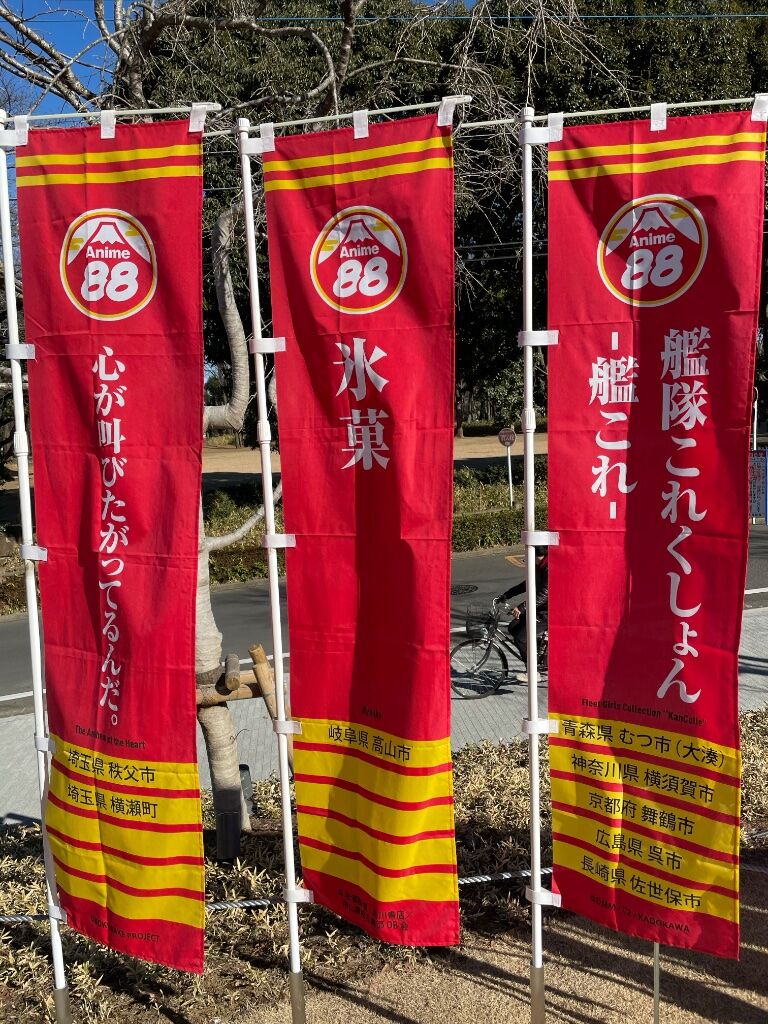 Anime
88
心が叫びたがってるんだ。
The Anthem of the Heart
埼玉県 秩父市
埼玉県 横瀬町
PROJECT
Anime
88
氷菓
Hyouka
岐阜県 高山市
Anime
88
艦隊これくしょん
-艦これ-
Fleet Girls Collection "KanColle"
青森県 むつ市（大湊）
神奈川県 横須賀市
京都府 舞鶴市
広島県 呉市
長崎県 佐世保市
KADOKAWA